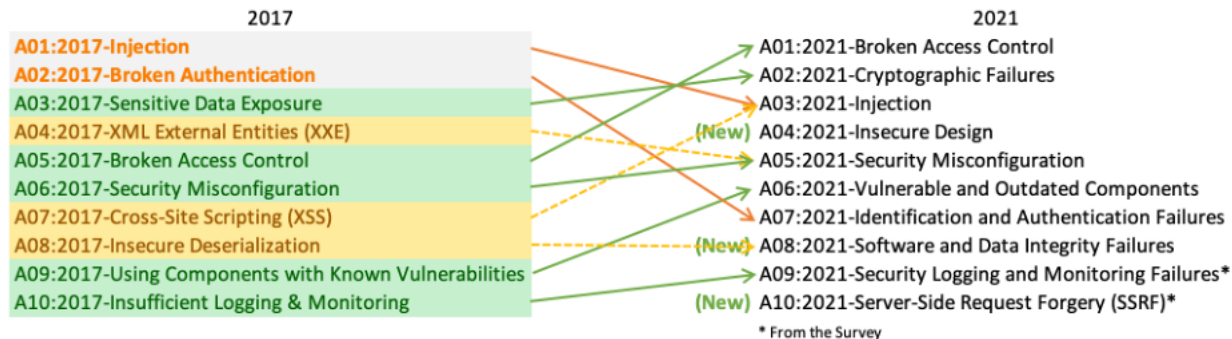 2017
A01:2017-Injection
A02:2017-Broken Authentication
A03:2017-Sensitive Data Exposure
A04:2017-XML External Entities (XXE)
A05:2017-Broken Access Control
A06:2017-Security Misconfiguration
A07:2017-Cross-Site Scripting (XSS)
A08:2017-Insecure Deserialization
A09:2017-Using Components with Known Vulnerabilities
A10:2017-Insufficient Logging & Monitoring
2021
A01:2021-Broken Access Control
A02:2021-Cryptographic Failures
A03:2021-Injection
(New) A04:2021-Insecure Design
A05:2021-Security Misconfiguration
A06:2021-Vulnerable and Outdated Components
A07:2021-Identification and Authentication Failures
(New) A08:2021-Software and Data Integrity Failures
A09:2021-Security Logging and Monitoring Failures*
(New) A10:2021-Server-Side Request Forgery (SSRF)*
* From the Survey